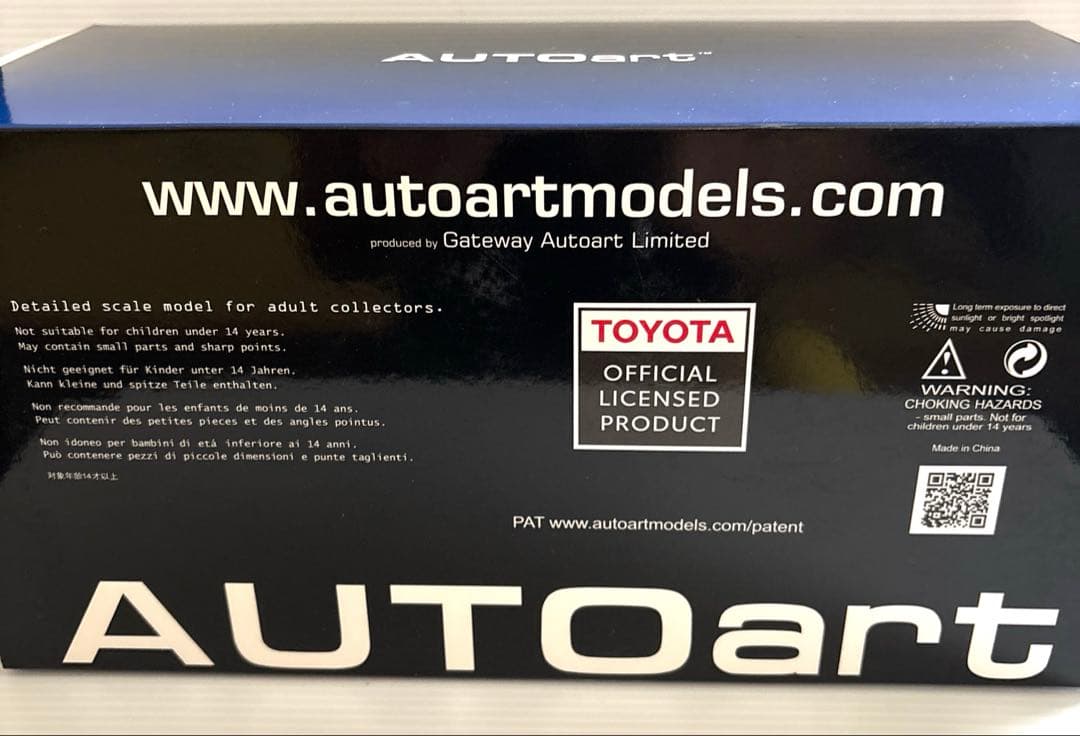 AUTOart™
www.autoartmodels.com
produced by Gateway Autoart Limited
Detailed scale model for adult collectors.
Not suitable for children under 14 years.
May contain small parts and sharp points.
Nicht geeignet für Kinder unter 14 Jahren.
Kann kleine und spitze Teile enthalten.
Non recommande pour les enfants de moins de 14 ans.
Peut contenir des petites pieces et des angles pointus.
Non idoneo per bambini di etá inferiore ai 14 anni.
Può contenere pezzi di piccole dimensioni e punte taglienti.
対象年齢14才以上
TOYOTA
OFFICIAL
LICENSED
PRODUCT
Long term exposure to direct
sunlight or bright spotlight
may cause damage
WARNING:
CHOKING HAZARDS
- small parts. Not for
children under 14 years
Made in China
PAT www.autoartmodels.com/patent
AUTOart